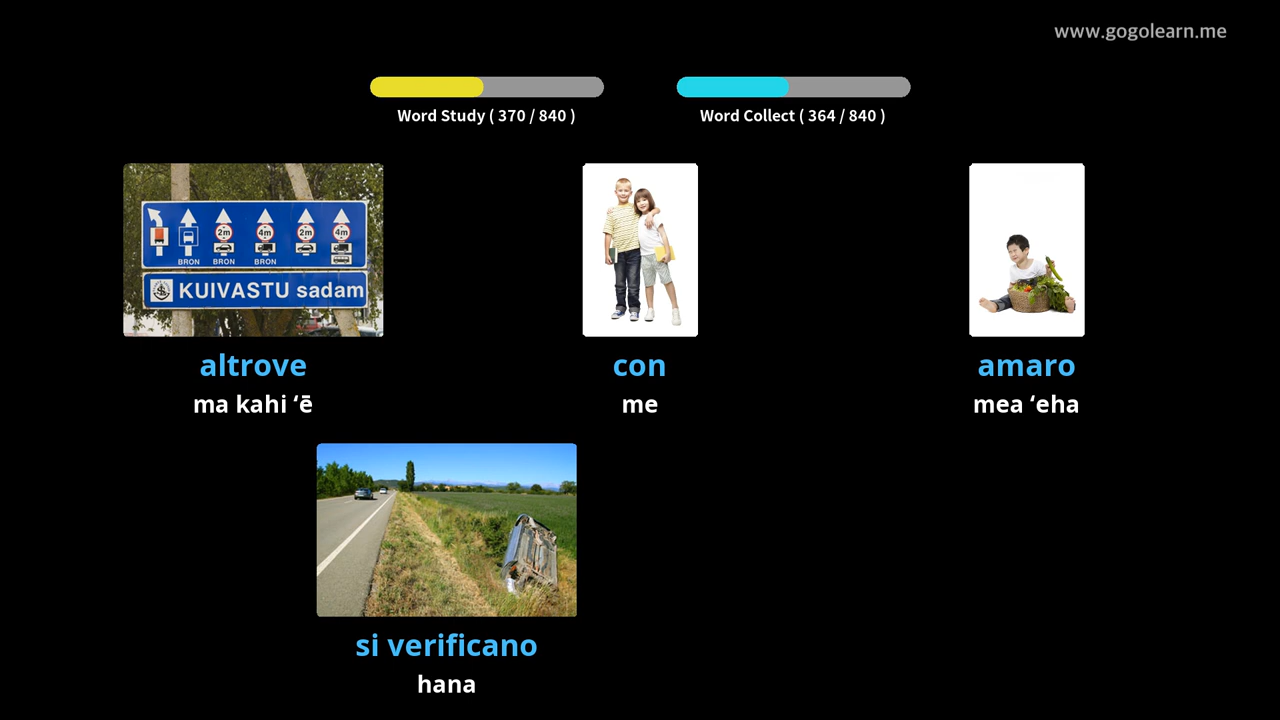 www.gogolearn.me
Word Study ( 370 / 840 )
Word Collect ( 364 / 840 )
2m
4m
2m
4m
BRON
BRON
BRON
KUIVASTU sadam
altrove
con
amaro
ma kahi ʻē
me
mea ʻeha
si verificano
hana